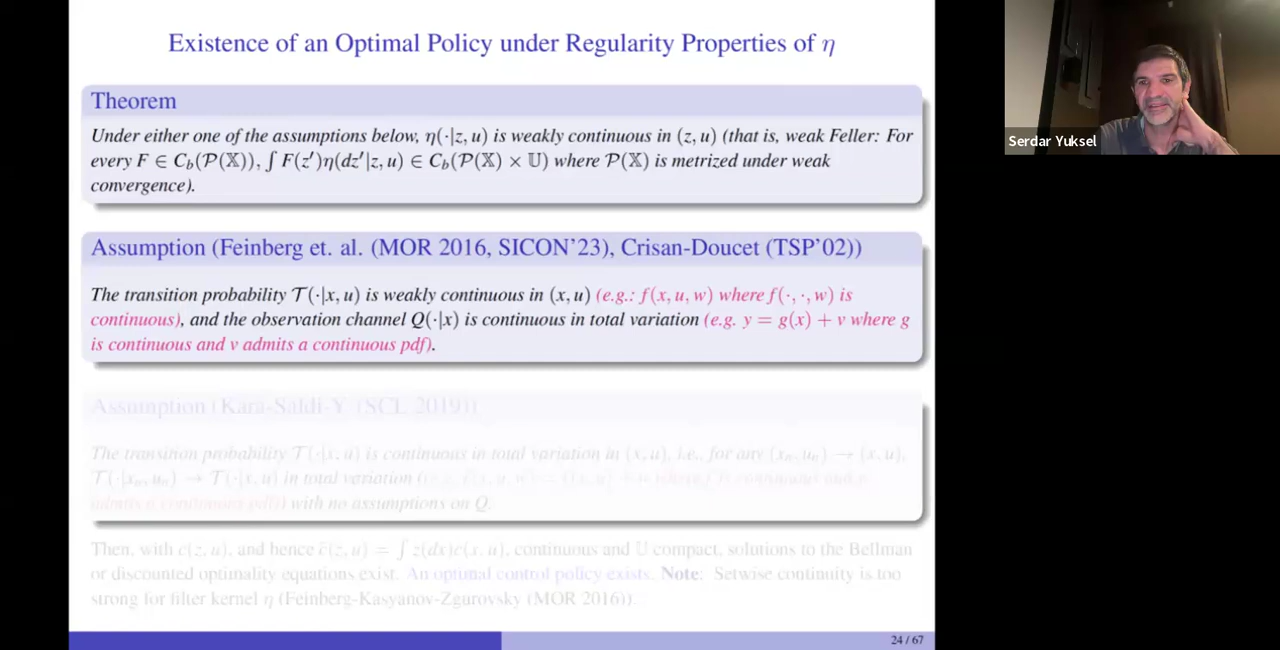 Existence of an Optimal Policy under Regularity Properties of η
Theorem
Under either one of the assumptions below, η(·|z, u) is weakly continuous in (z, u) (that is, weak Feller: For
every F ∈ C_b(P(𝕏)), ∫ F(z′)η(dz′|z, u) ∈ C_b(P(𝕏) × 𝕌) where P(𝕏) is metrized under weak
convergence).
Assumption (Feinberg et. al. (MOR 2016, SICON'23), Crisan-Doucet (TSP'02))
The transition probability 𝒯(·|x, u) is weakly continuous in (x, u) (e.g.: f(x, u, w) where f(·, ·, w) is
continuous), and the observation channel Q(·|x) is continuous in total variation (e.g. y = g(x) + v where g
is continuous and v admits a continuous pdf).
Assumption (Kara-Saldi-Y (SCL 2019))
The transition probability 𝒯(·|x, u) is continuous in total variation in (x, u), i.e., for any (x_n, u_n) → (x, u),
𝒯(·|x_n, u_n) → 𝒯(·|x, u) in total variation where f is continuous and
admits a continuous pdf)) with no assumptions on Q.
Then, with c(z, u), and hence c̃(z, u) = ∫ z(dx)c(x, u), continuous and 𝕌 compact, solutions to the Bellman
or discounted optimality equations exist. An optimal control policy exists. Note: Setwise continuity is too
strong for filter kernel η (Feinberg-Kasyanov-Zgurovsky (MOR 2016)).
24 / 67
Serdar Yuksel